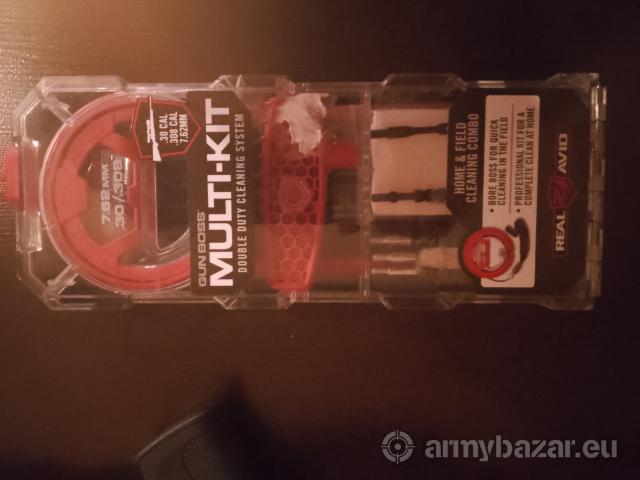 7.62MM
.30/.308
.30 CAL
.308 CAL
7.62MM
GUN BOSS
MULTI-KIT
DOUBLE DUTY CLEANING SYSTEM
HOME & FIELD
CLEANING COMBO
• BORE BOSS FOR QUICK
CLEANING IN THE FIELD
• PROFESSIONAL FOR A
COMPLETE CLEAN AT HOME
REAL AVID
armybazar.eu